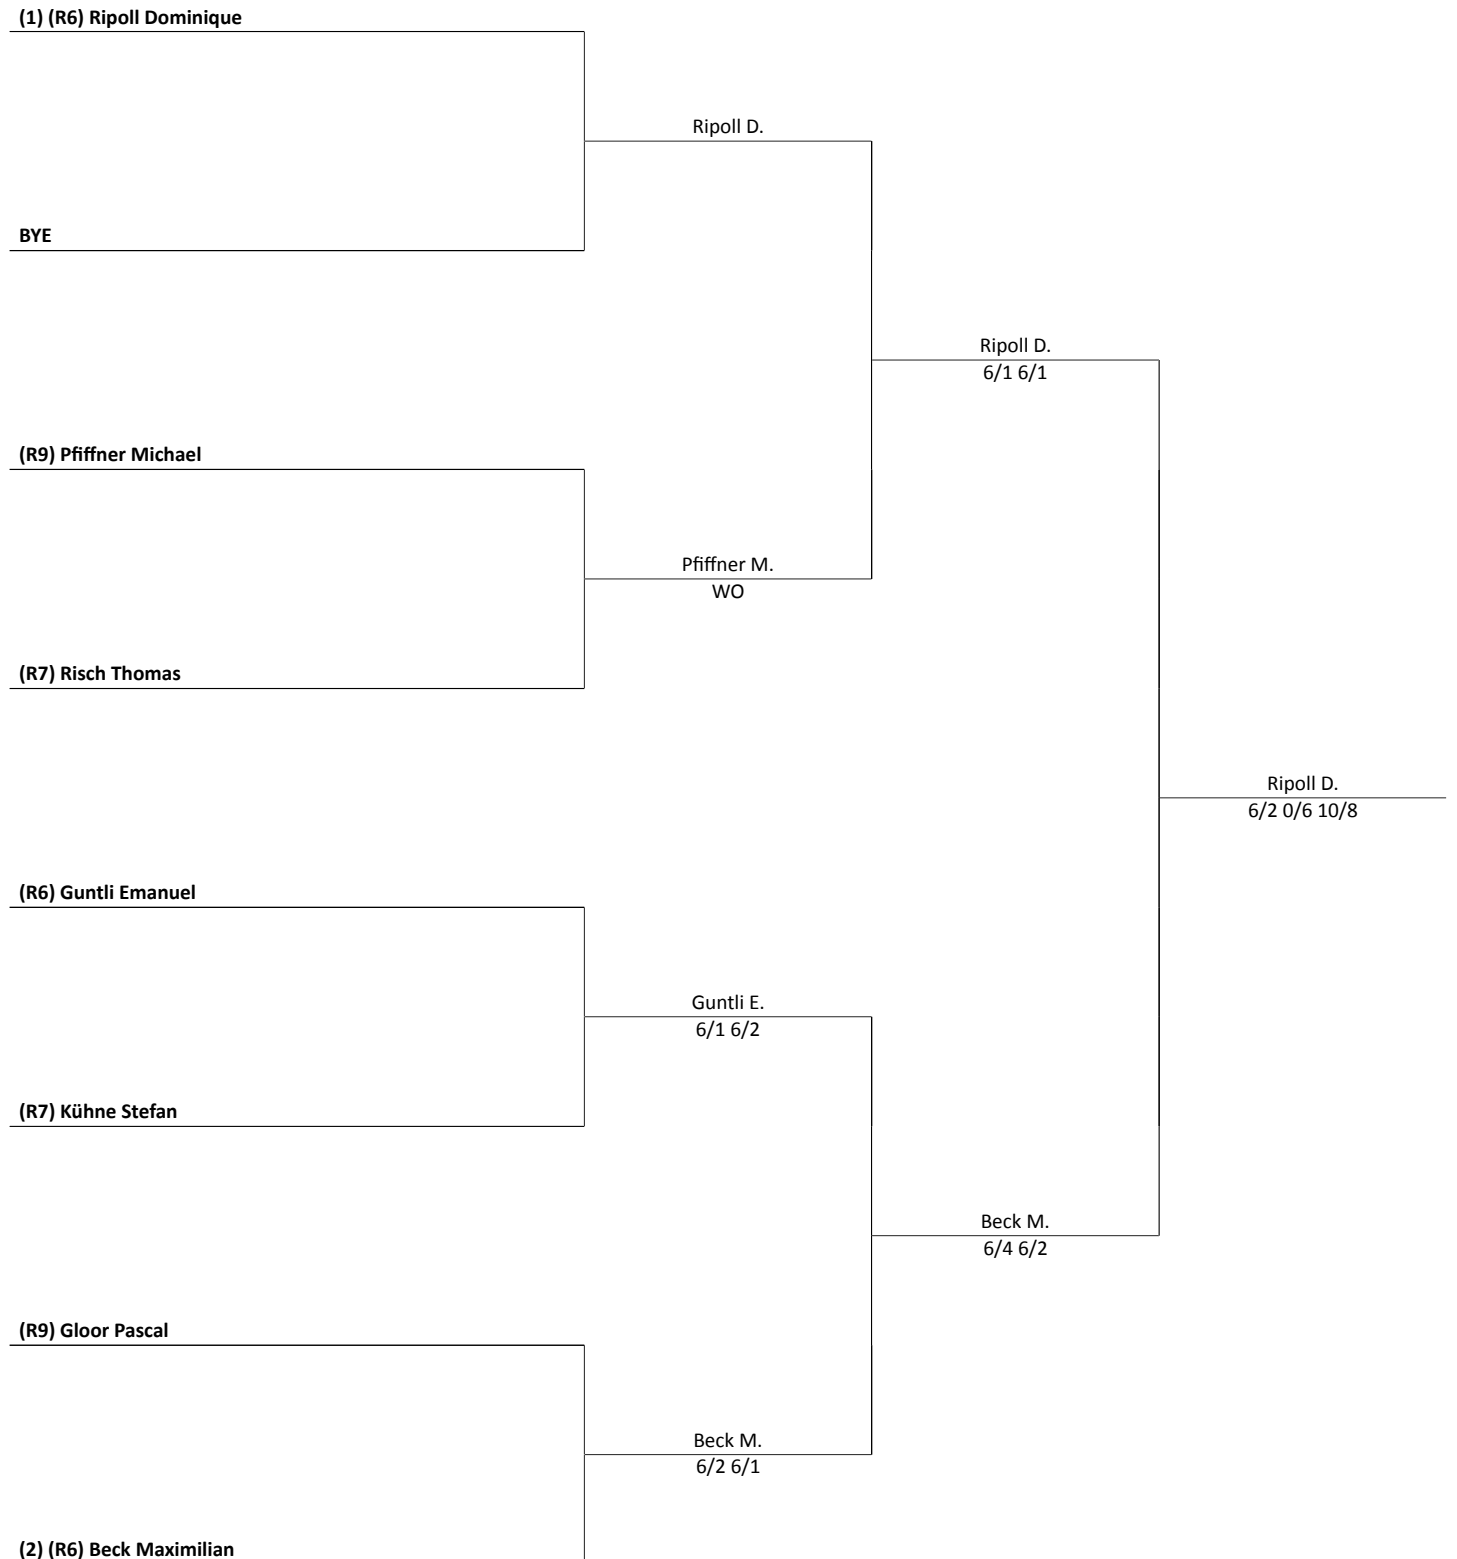 (1) (R6) Ripoll Dominique
Ripoll D.
BYE
Ripoll D.
6/1 6/1
(R9) Pfiffner Michael
Pfiffner M.
WO
(R7) Risch Thomas
Ripoll D.
6/2 0/6 10/8
(R6) Guntli Emanuel
Guntli E.
6/1 6/2
(R7) Kühne Stefan
Beck M.
6/4 6/2
(R9) Gloor Pascal
Beck M.
6/2 6/1
(2) (R6) Beck Maximilian